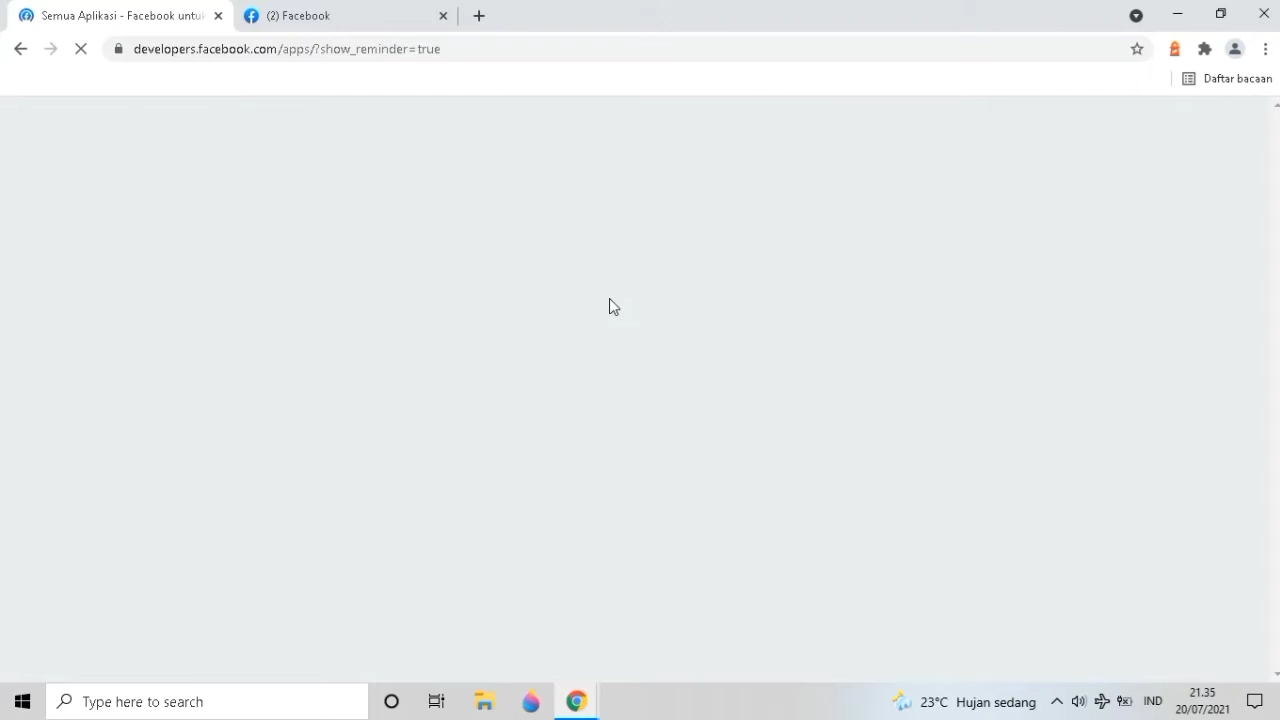 Semua Aplikasi - Facebook untuk
(2) Facebook
developers.facebook.com/apps/?show_reminder=true
Daftar bacaan
Type here to search
23°C Hujan sedang
IND
21.35
20/07/2021